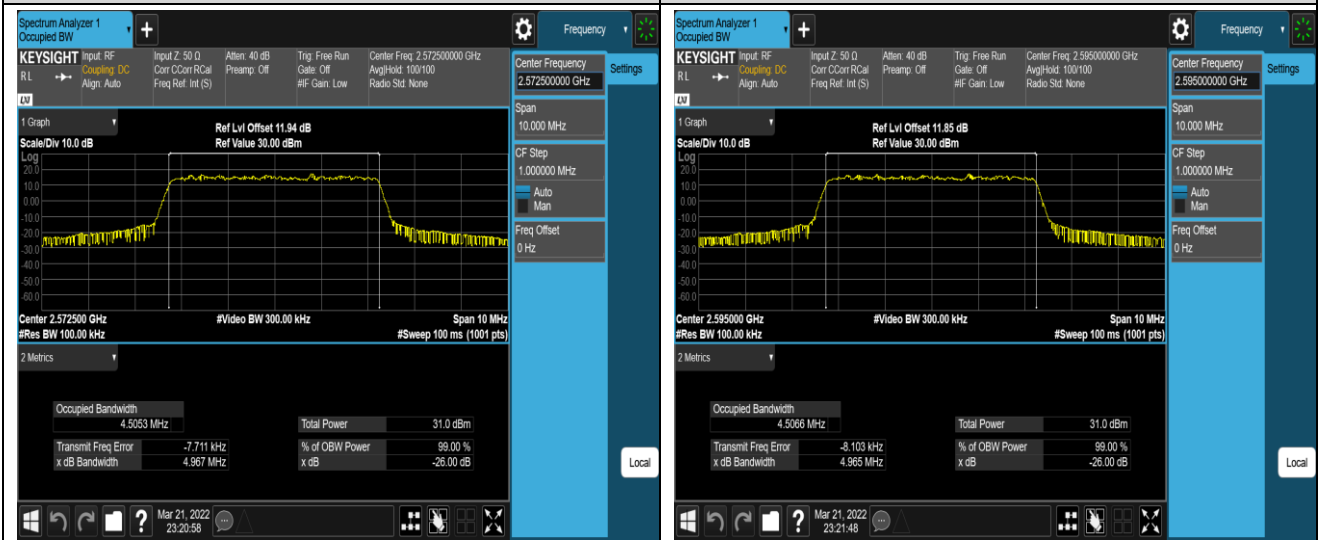 Spectrum Analyzer 1
Occupied BW
Frequency
KEYSIGHT
Input: RF
Coupling: DC
Align: Auto
Input Z: 50 Ω
Corr CCorr RCal
Freq Ref: Int (S)
Atten: 40 dB
Preamp: Off
Trig: Free Run
Gate: Off
#IF Gain: Low
Center Freq: 2.572500000 GHz
Avg|Hold: 100/100
Radio Std: None
RL
LXI
Center Frequency
2.572500000 GHz
Settings
Span
10.000 MHz
CF Step
1.000000 MHz
Auto
Man
Freq Offset
0 Hz
Local
1 Graph
Ref Lvl Offset 11.94 dB
Scale/Div 10.0 dB
Ref Value 30.00 dBm
Log
20.0
10.0
0.00
-10.0
-20.0
-30.0
-40.0
-50.0
-60.0
Center 2.572500 GHz
#Video BW 300.00 kHz
Span 10 MHz
#Res BW 100.00 kHz
#Sweep 100 ms (1001 pts)
2 Metrics
Occupied Bandwidth
4.5053 MHz
Total Power 31.0 dBm
Transmit Freq Error -7.711 kHz
% of OBW Power 99.00 %
x dB Bandwidth 4.967 MHz
x dB -26.00 dB
Mar 21, 2022
23:20:58
Spectrum Analyzer 1
Occupied BW
Frequency
KEYSIGHT
Input: RF
Coupling: DC
Align: Auto
Input Z: 50 Ω
Corr CCorr RCal
Freq Ref: Int (S)
Atten: 40 dB
Preamp: Off
Trig: Free Run
Gate: Off
#IF Gain: Low
Center Freq: 2.595000000 GHz
Avg|Hold: 100/100
Radio Std: None
RL
LXI
Center Frequency
2.595000000 GHz
Settings
Span
10.000 MHz
CF Step
1.000000 MHz
Auto
Man
Freq Offset
0 Hz
Local
1 Graph
Ref Lvl Offset 11.85 dB
Scale/Div 10.0 dB
Ref Value 30.00 dBm
Log
20.0
10.0
0.00
-10.0
-20.0
-30.0
-40.0
-50.0
-60.0
Center 2.595000 GHz
#Video BW 300.00 kHz
Span 10 MHz
#Res BW 100.00 kHz
#Sweep 100 ms (1001 pts)
2 Metrics
Occupied Bandwidth
4.5066 MHz
Total Power 31.0 dBm
Transmit Freq Error -8.103 kHz
% of OBW Power 99.00 %
x dB Bandwidth 4.965 MHz
x dB -26.00 dB
Mar 21, 2022
23:21:48